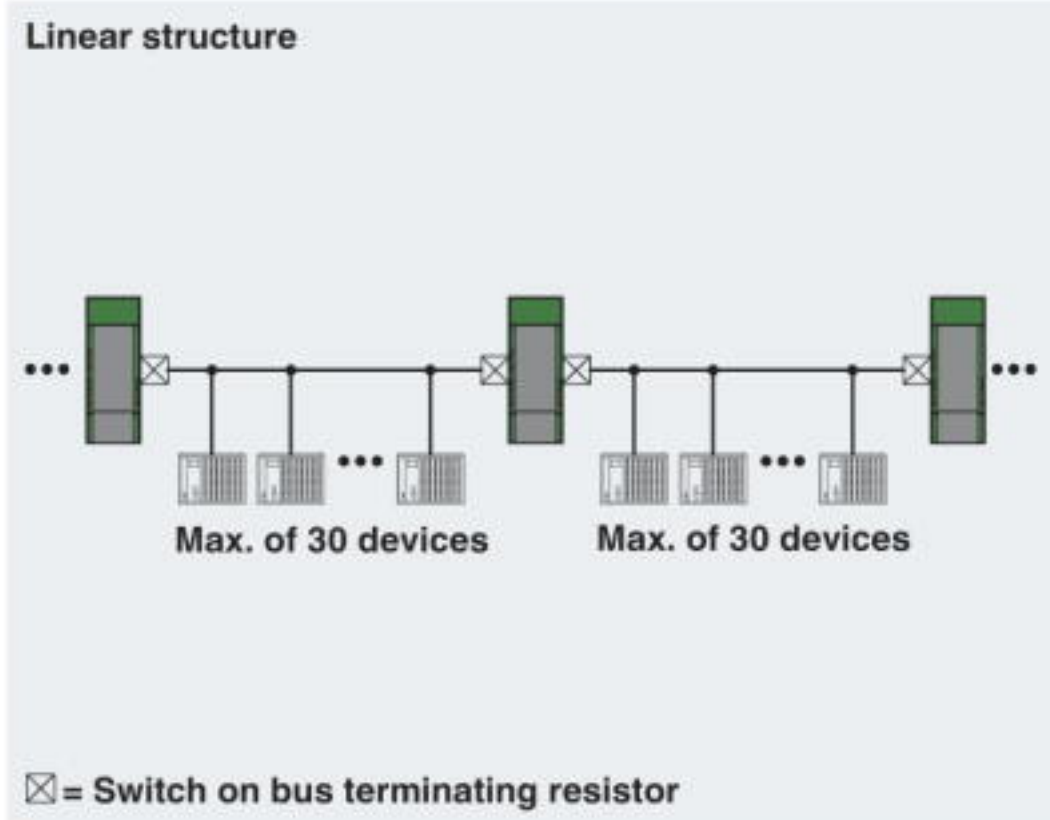 Linear structure
Max. of 30 devices
Max. of 30 devices
= Switch on bus terminating resistor